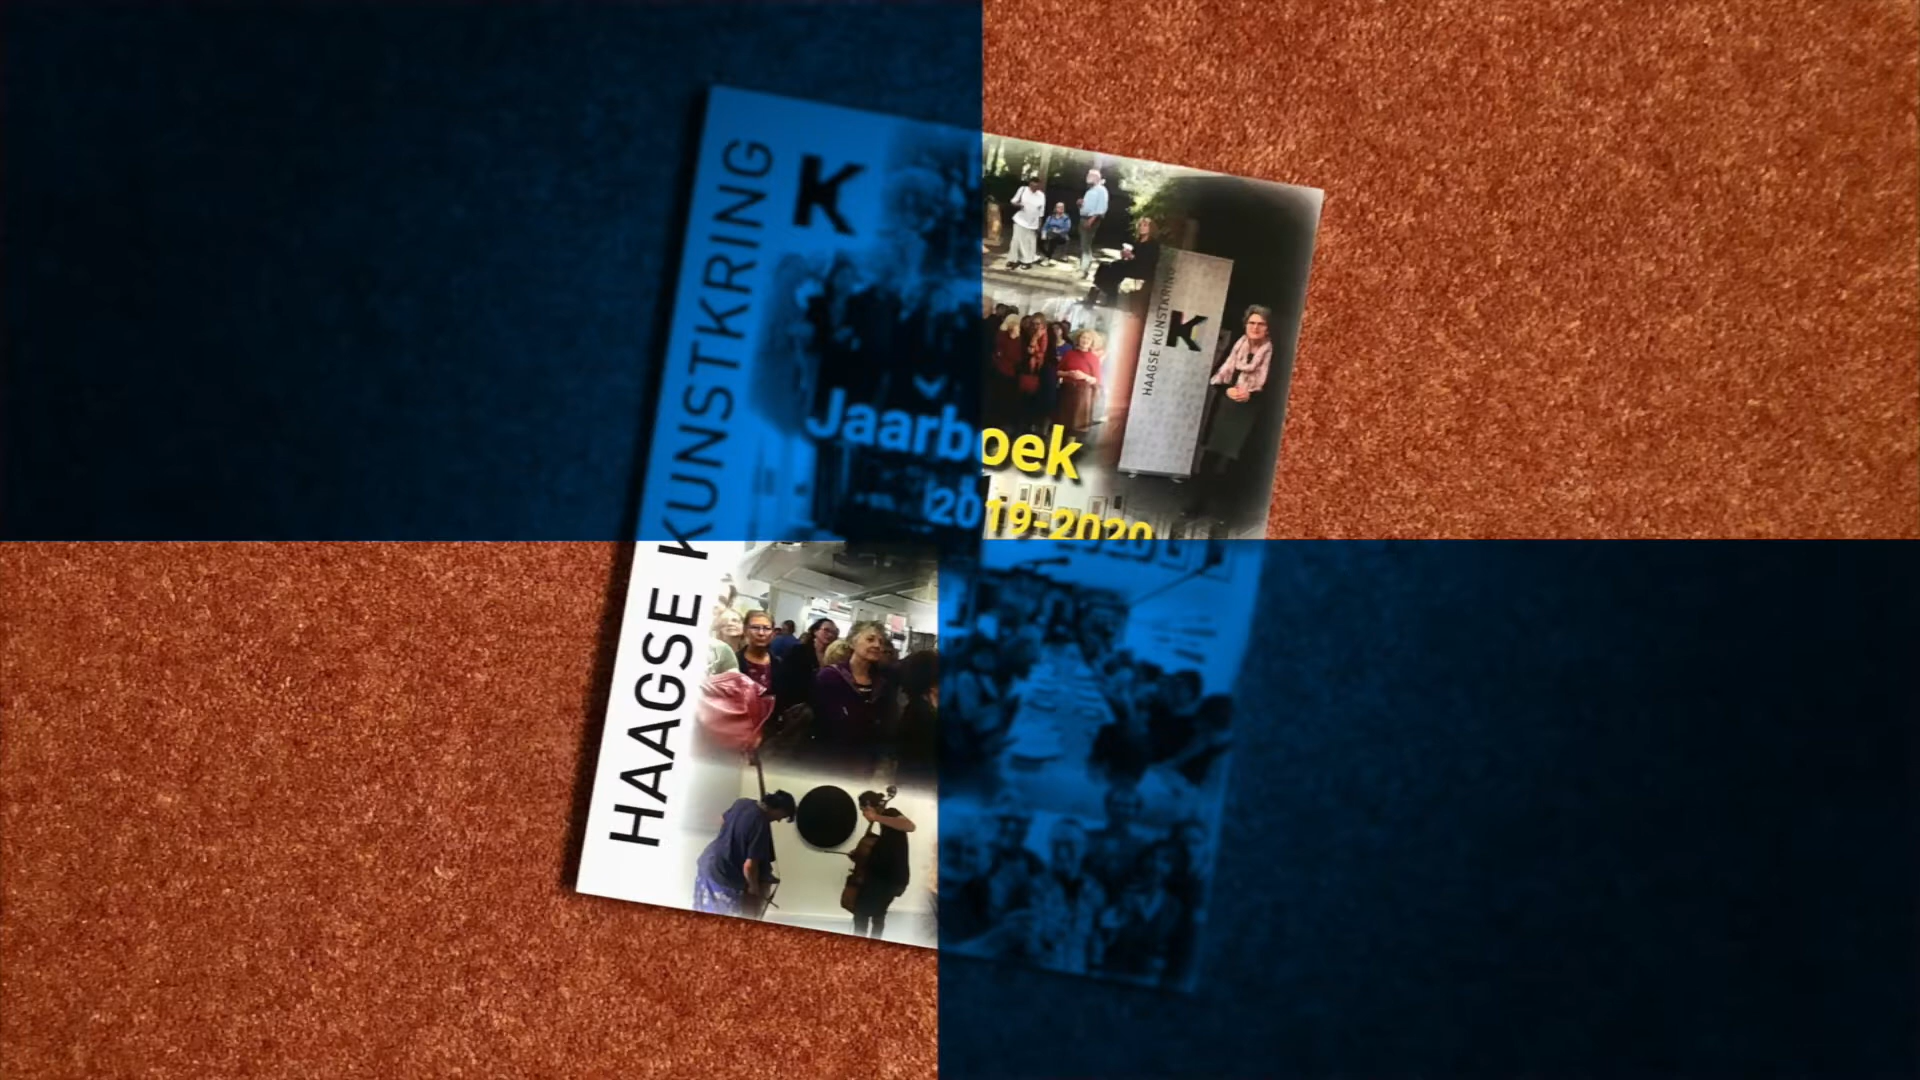 HAAGSE KUNSTKRING
K
HAAGSE KUNSTKRING
K
Jaarboek
2019-2020